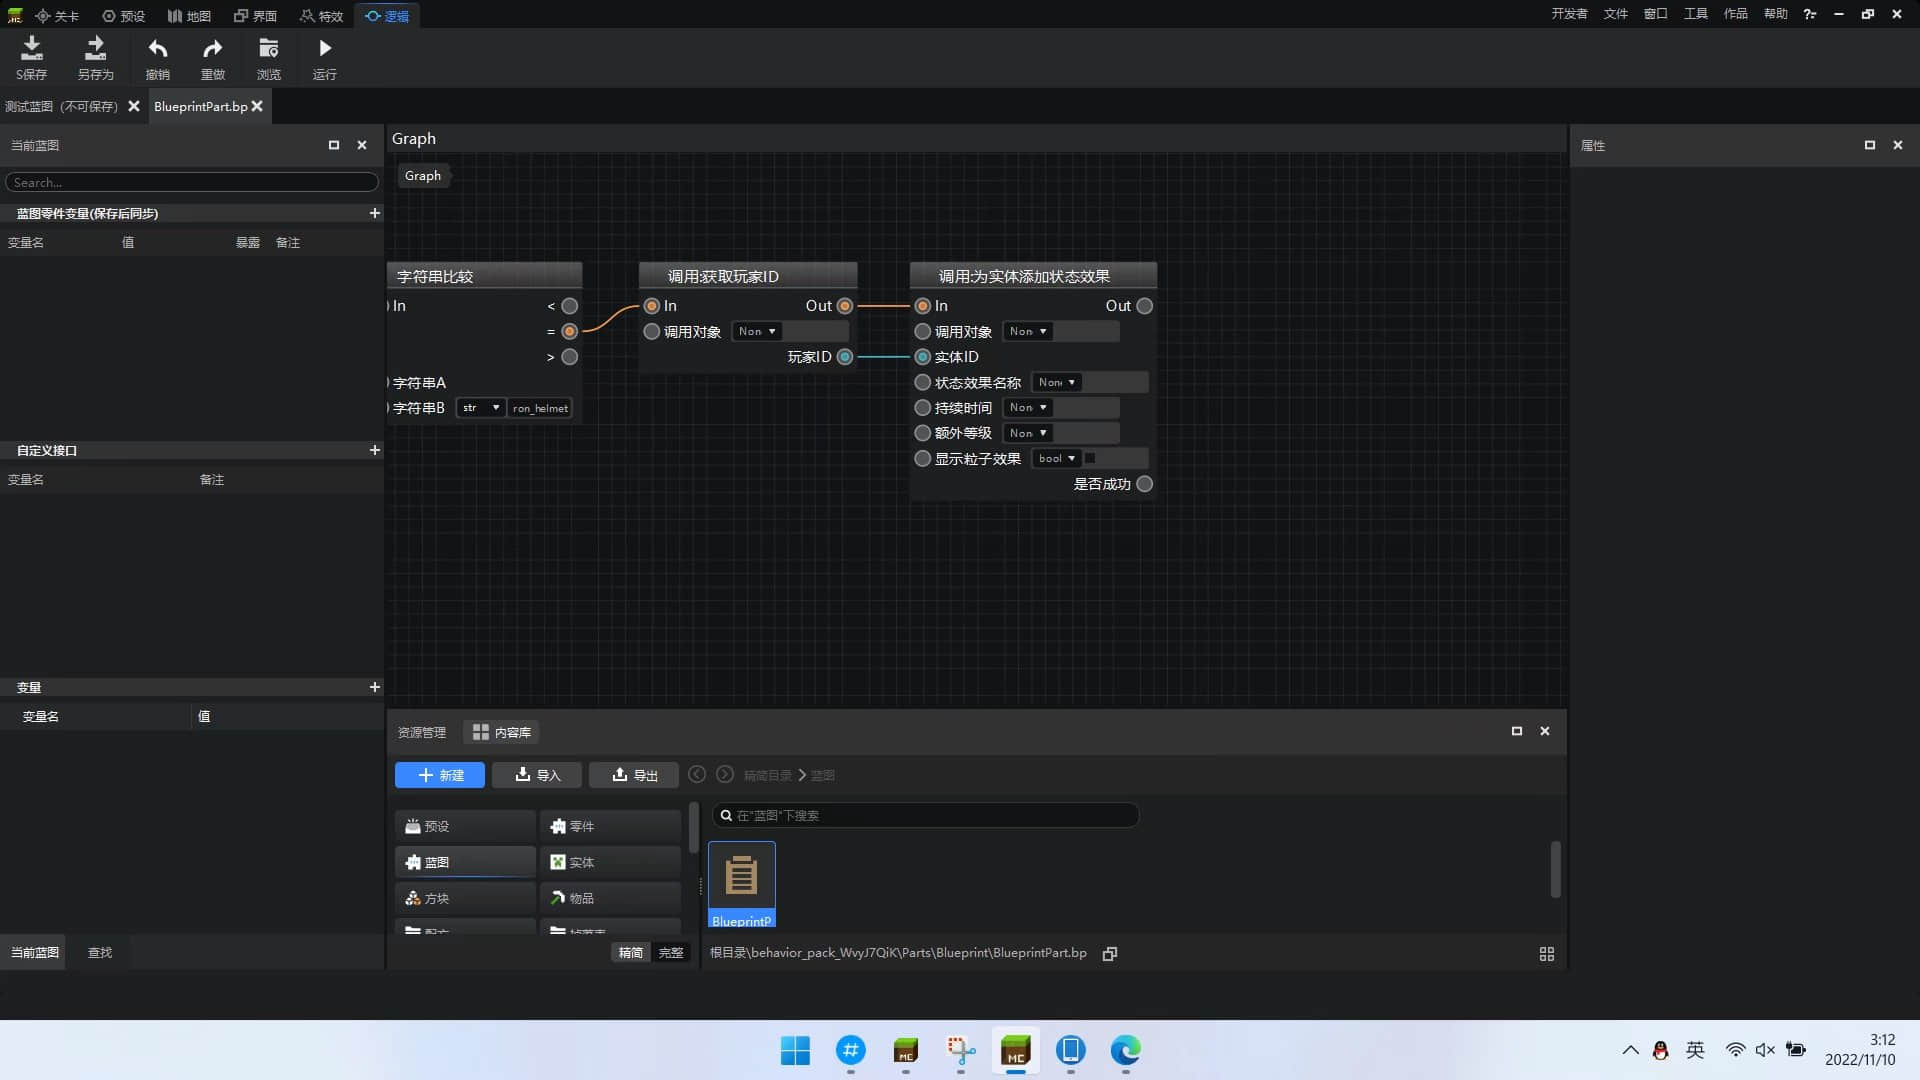 关卡 预设 地图 界面 特效 逻辑 开发者 文件 窗口 工具 作品 帮助
S保存 另存为 撤销 重做 浏览 运行
测试蓝图（不可保存） BlueprintPart.bp
当前蓝图
Search...
蓝图零件变量(保存后同步)
变量名 值 暴露 备注
自定义接口
变量名 备注
变量
变量名 值
当前蓝图 查找
Graph
Graph
字符串比较
In <
=
>
字符串A
字符串B str ron_helmet
调用:获取玩家ID
In Out
调用对象 Non
玩家ID
调用:为实体添加状态效果
In Out
调用对象 Non
实体ID
状态效果名称 Non
持续时间 Non
额外等级 Non
显示粒子效果 bool
是否成功
属性
资源管理 内容库
新建 导入 导出 精简目录 蓝图
预设 零件
蓝图 实体
方块 物品
精简 完整
在"蓝图"下搜索
BlueprintP
根目录\behavior_pack_WvyJ7QiK\Parts\Blueprint\BlueprintPart.bp
MC MC 英 3:12
2022/11/10